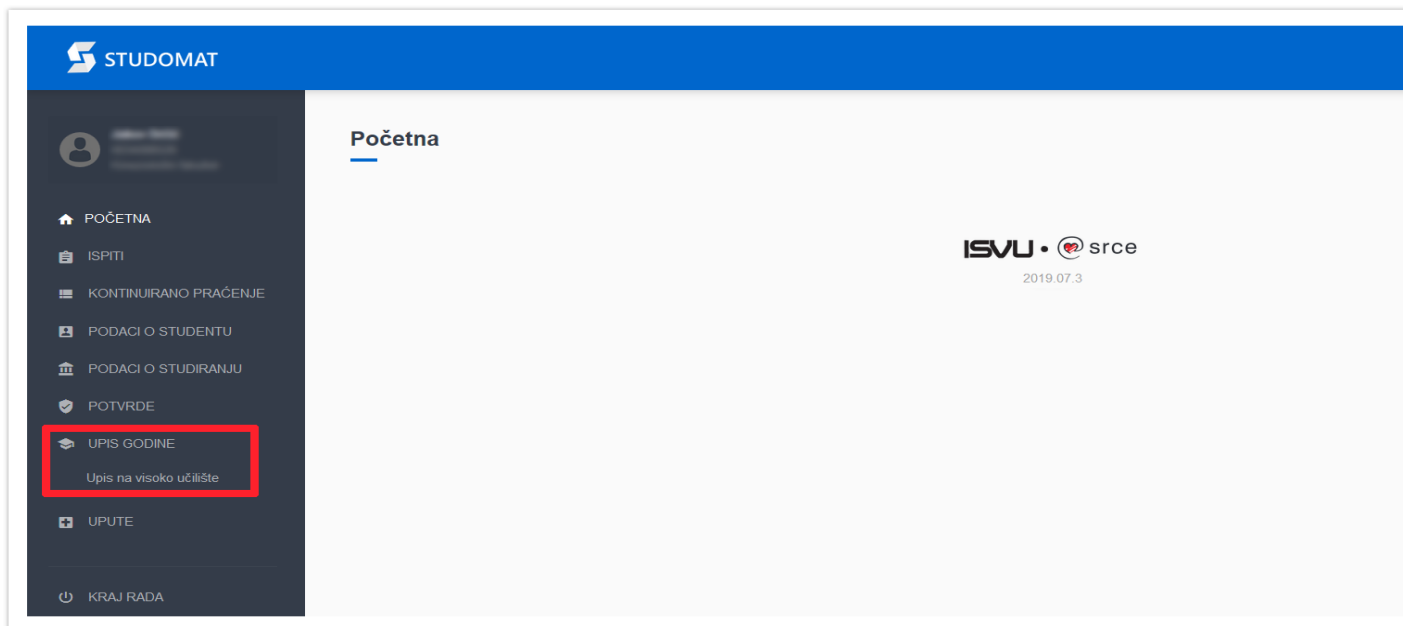 STUDOMAT
Početna
POČETNA
ISPITI
KONTINUIRANO PRAĆENJE
PODACI O STUDENTU
PODACI O STUDIRANJU
POTVRDE
UPIS GODINE
Upis na visoko učilište
UPUTE
KRAJ RADA
ISVU • srce
2019.07.3